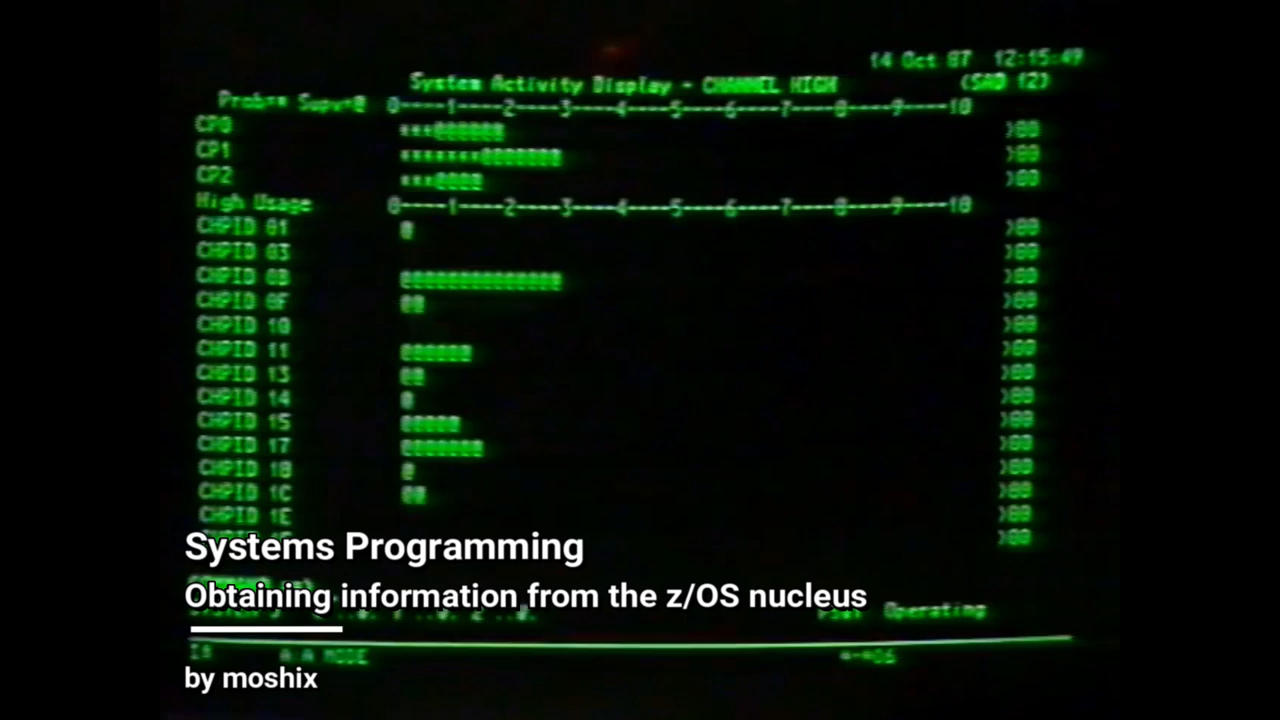 14 Oct 87 12:15:49
System Activity Display - CHANNEL HIGH (SAD 12)
Prob=* Supv=@ 0----1----2----3----4----5----6----7----8----9----10
CP0 >80
CP1 >80
CP2 >80
High Usage 0----1----2----3----4----5----6----7----8----9----10
CHPID 01 >80
CHPID 03 >80
CHPID 0B >80
CHPID 0F >80
CHPID 10 >80
CHPID 11 >80
CHPID 13 >80
CHPID 14 >80
CHPID 15 >80
CHPID 17 >80
CHPID 18 >80
CHPID 1C >80
CHPID 1E >80
>80
Systems Programming
Obtaining information from the z/OS nucleus
Operating
A.A MODE
by moshix